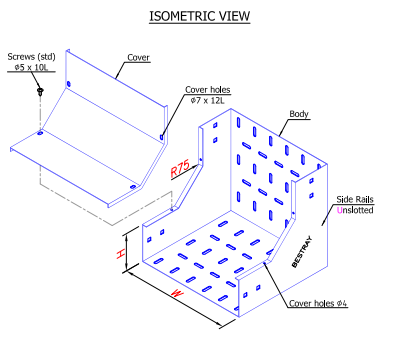 ISOMETRIC VIEW
Screws (std)
ø5 x 10L
Cover
Cover holes
ø7 x 12L
Body
R75
Side Rails
Unslotted
H
W
BESTRAY
Cover holes ø4